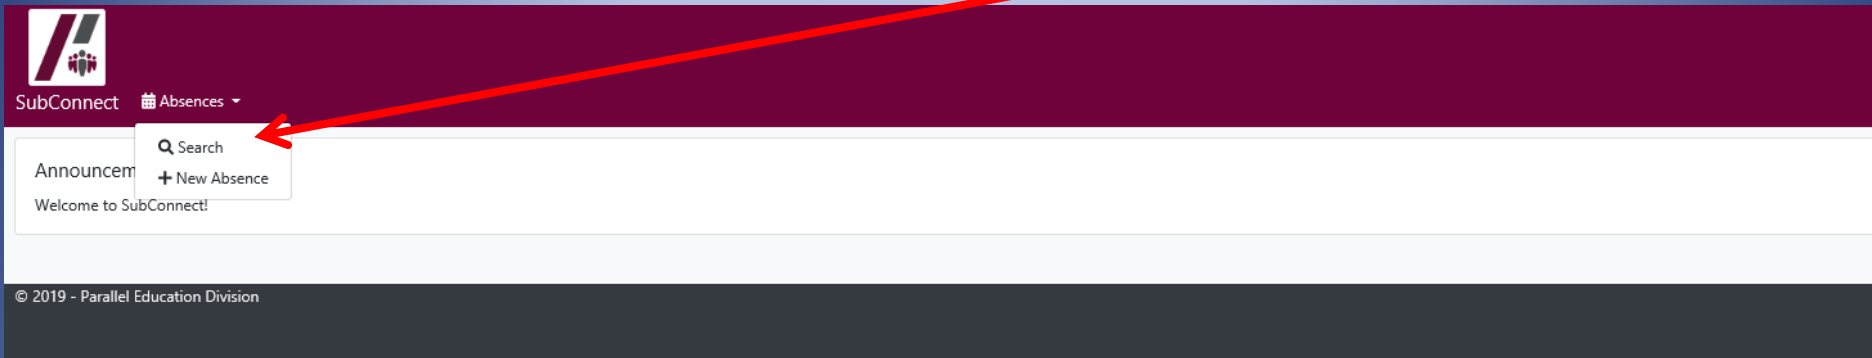 SubConnect Absences
Search
Announcem
New Absence
Welcome to SubConnect!
© 2019 - Parallel Education Division